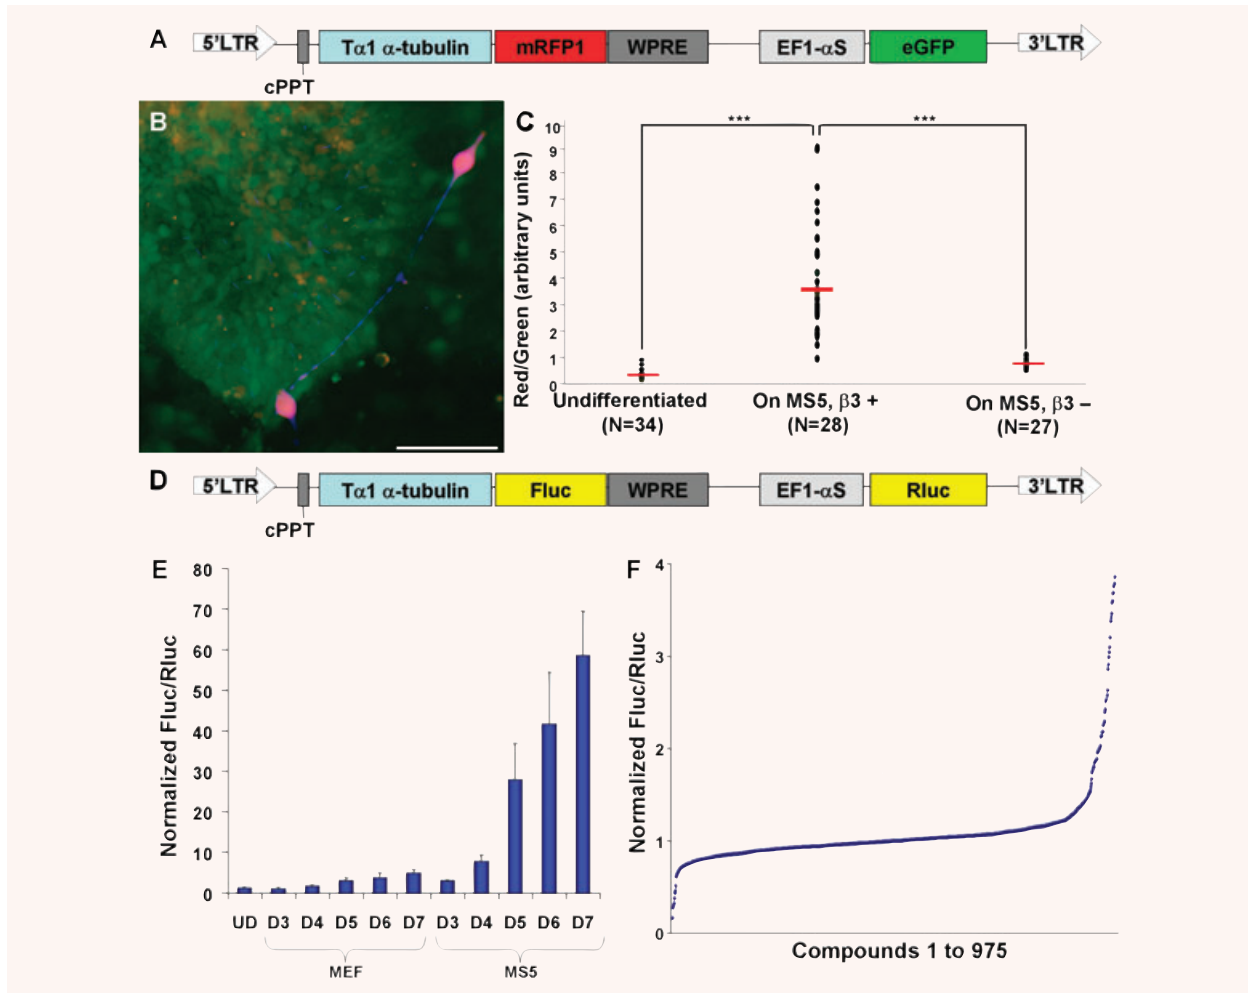 A
5'LTR
Tα1 α-tubulin
mRFP1
WPRE
EF1-αS
eGFP
3'LTR
cPPT
B
C
Red/Green (arbitrary units)
10
9
8
7
6
5
4
3
2
1
0
***
***
Undifferentiated
(N=34)
On MS5, β3 +
(N=28)
On MS5, β3 –
(N=27)
D
5'LTR
Tα1 α-tubulin
Fluc
WPRE
EF1-αS
Rluc
3'LTR
cPPT
E
Normalized Fluc/Rluc
80
70
60
50
40
30
20
10
0
UD D3 D4 D5 D6 D7 D3 D4 D5 D6 D7
MEF
MS5
F
Normalized Fluc/Rluc
4
3
2
1
0
Compounds 1 to 975